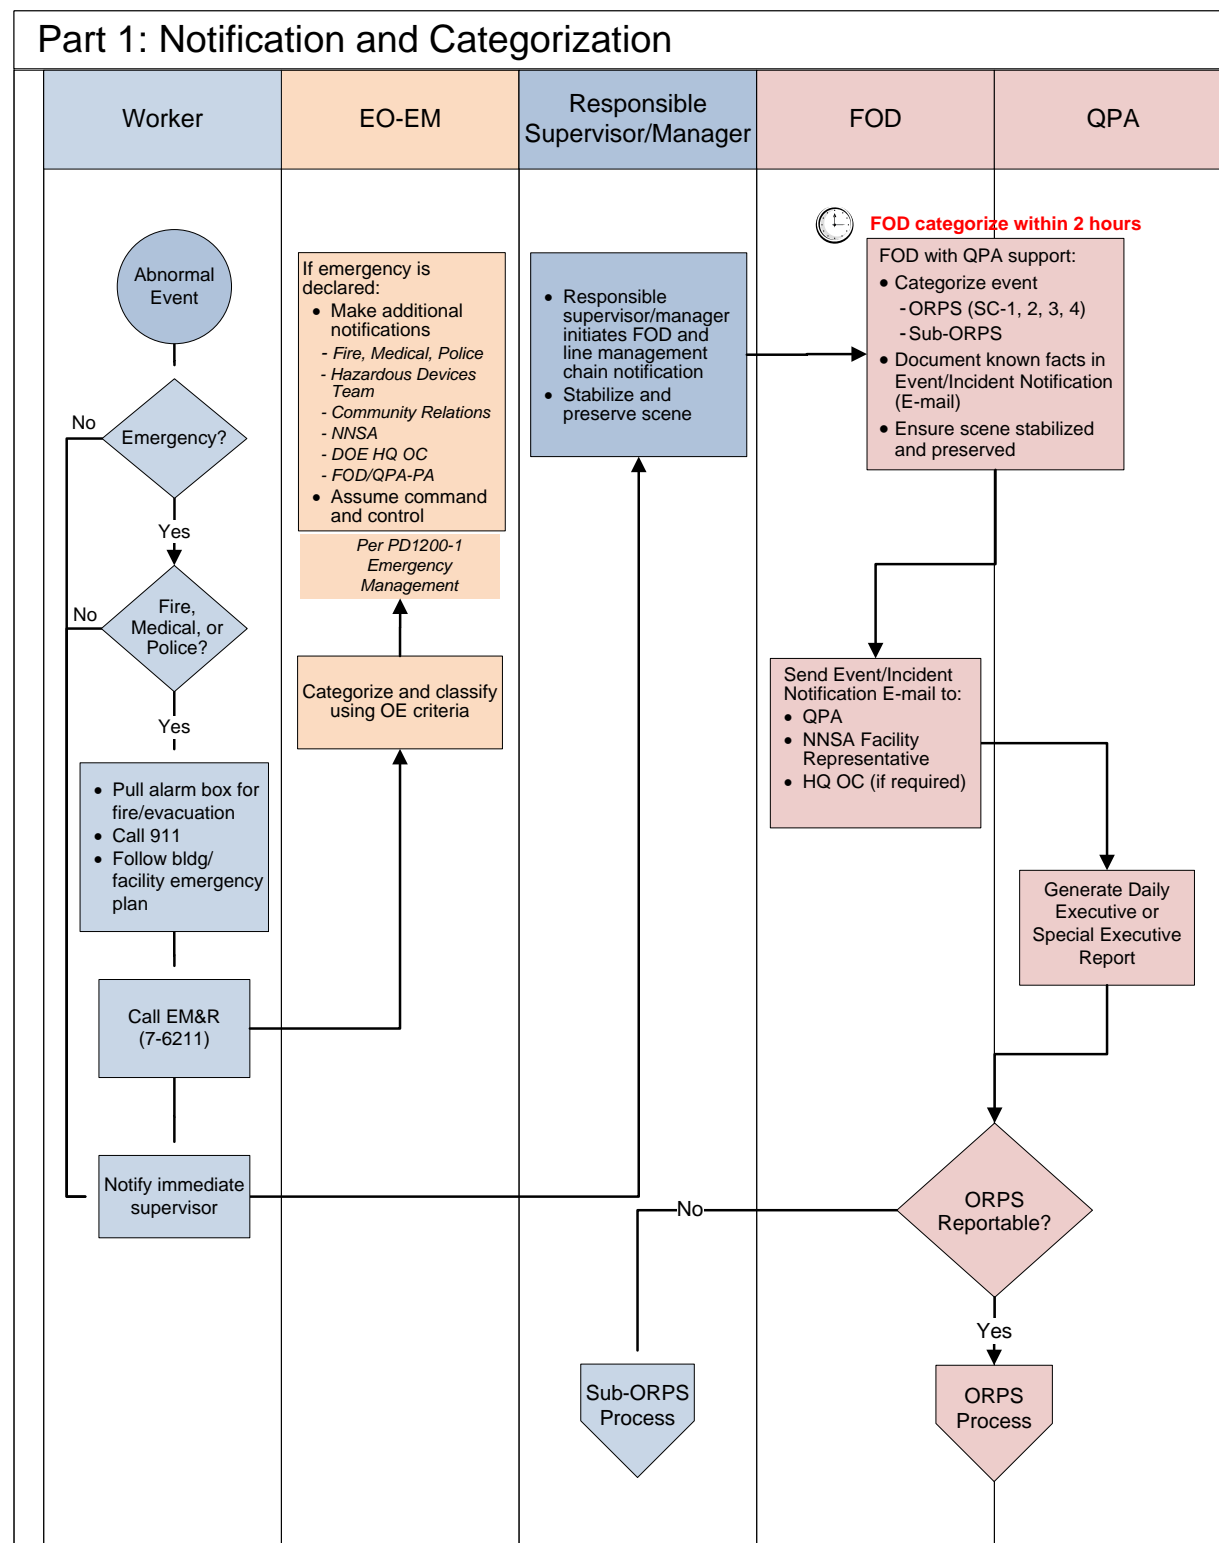 Part 1: Notification and Categorization
Worker
EO-EM
Responsible
Supervisor/Manager
FOD
QPA
Abnormal
Event
Emergency?
No
Yes
Fire,
Medical, or
Police?
No
Yes
• Pull alarm box for
fire/evacuation
• Call 911
• Follow bldg/
facility emergency
plan
Call EM&R
(7-6211)
Notify immediate
supervisor
If emergency is
declared:
• Make additional
notifications
- Fire, Medical, Police
- Hazardous Devices
Team
- Community Relations
- NNSA
- DOE HQ OC
- FOD/QPA-PA
• Assume command
and control
Per PD1200-1
Emergency
Management
Categorize and classify
using OE criteria
• Responsible
supervisor/manager
initiates FOD and
line management
chain notification
• Stabilize and
preserve scene
FOD categorize within 2 hours
FOD with QPA support:
• Categorize event
- ORPS (SC-1, 2, 3, 4)
- Sub-ORPS
• Document known facts in
Event/Incident Notification
(E-mail)
• Ensure scene stabilized
and preserved
Send Event/Incident
Notification E-mail to:
• QPA
• NNSA Facility
Representative
• HQ OC (if required)
Generate Daily
Executive or
Special Executive
Report
ORPS
Reportable?
No
Yes
Sub-ORPS
Process
ORPS
Process